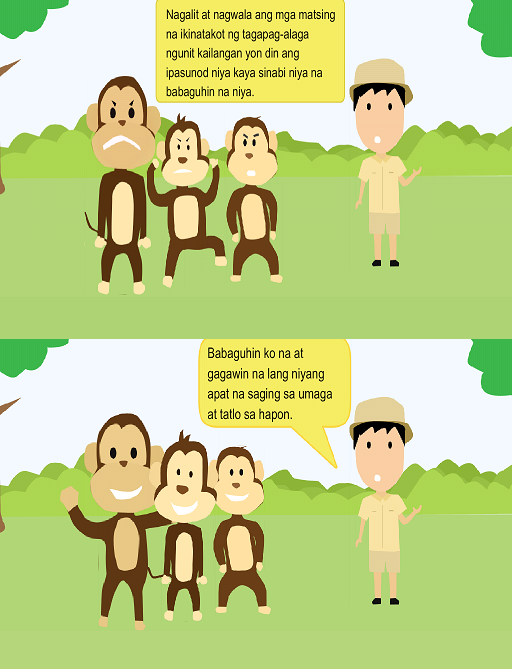 Nagalit at nagwala ang mga matsing
na ikinatakot ng tagapag-alaga
ngunit kailangan yon din ang
ipasunod niya kaya sinabi niya na
babaguhin na niya.
Babaguhin ko na at
gagawin na lang niyang
apat na saging sa umaga
at tatlo sa hapon.